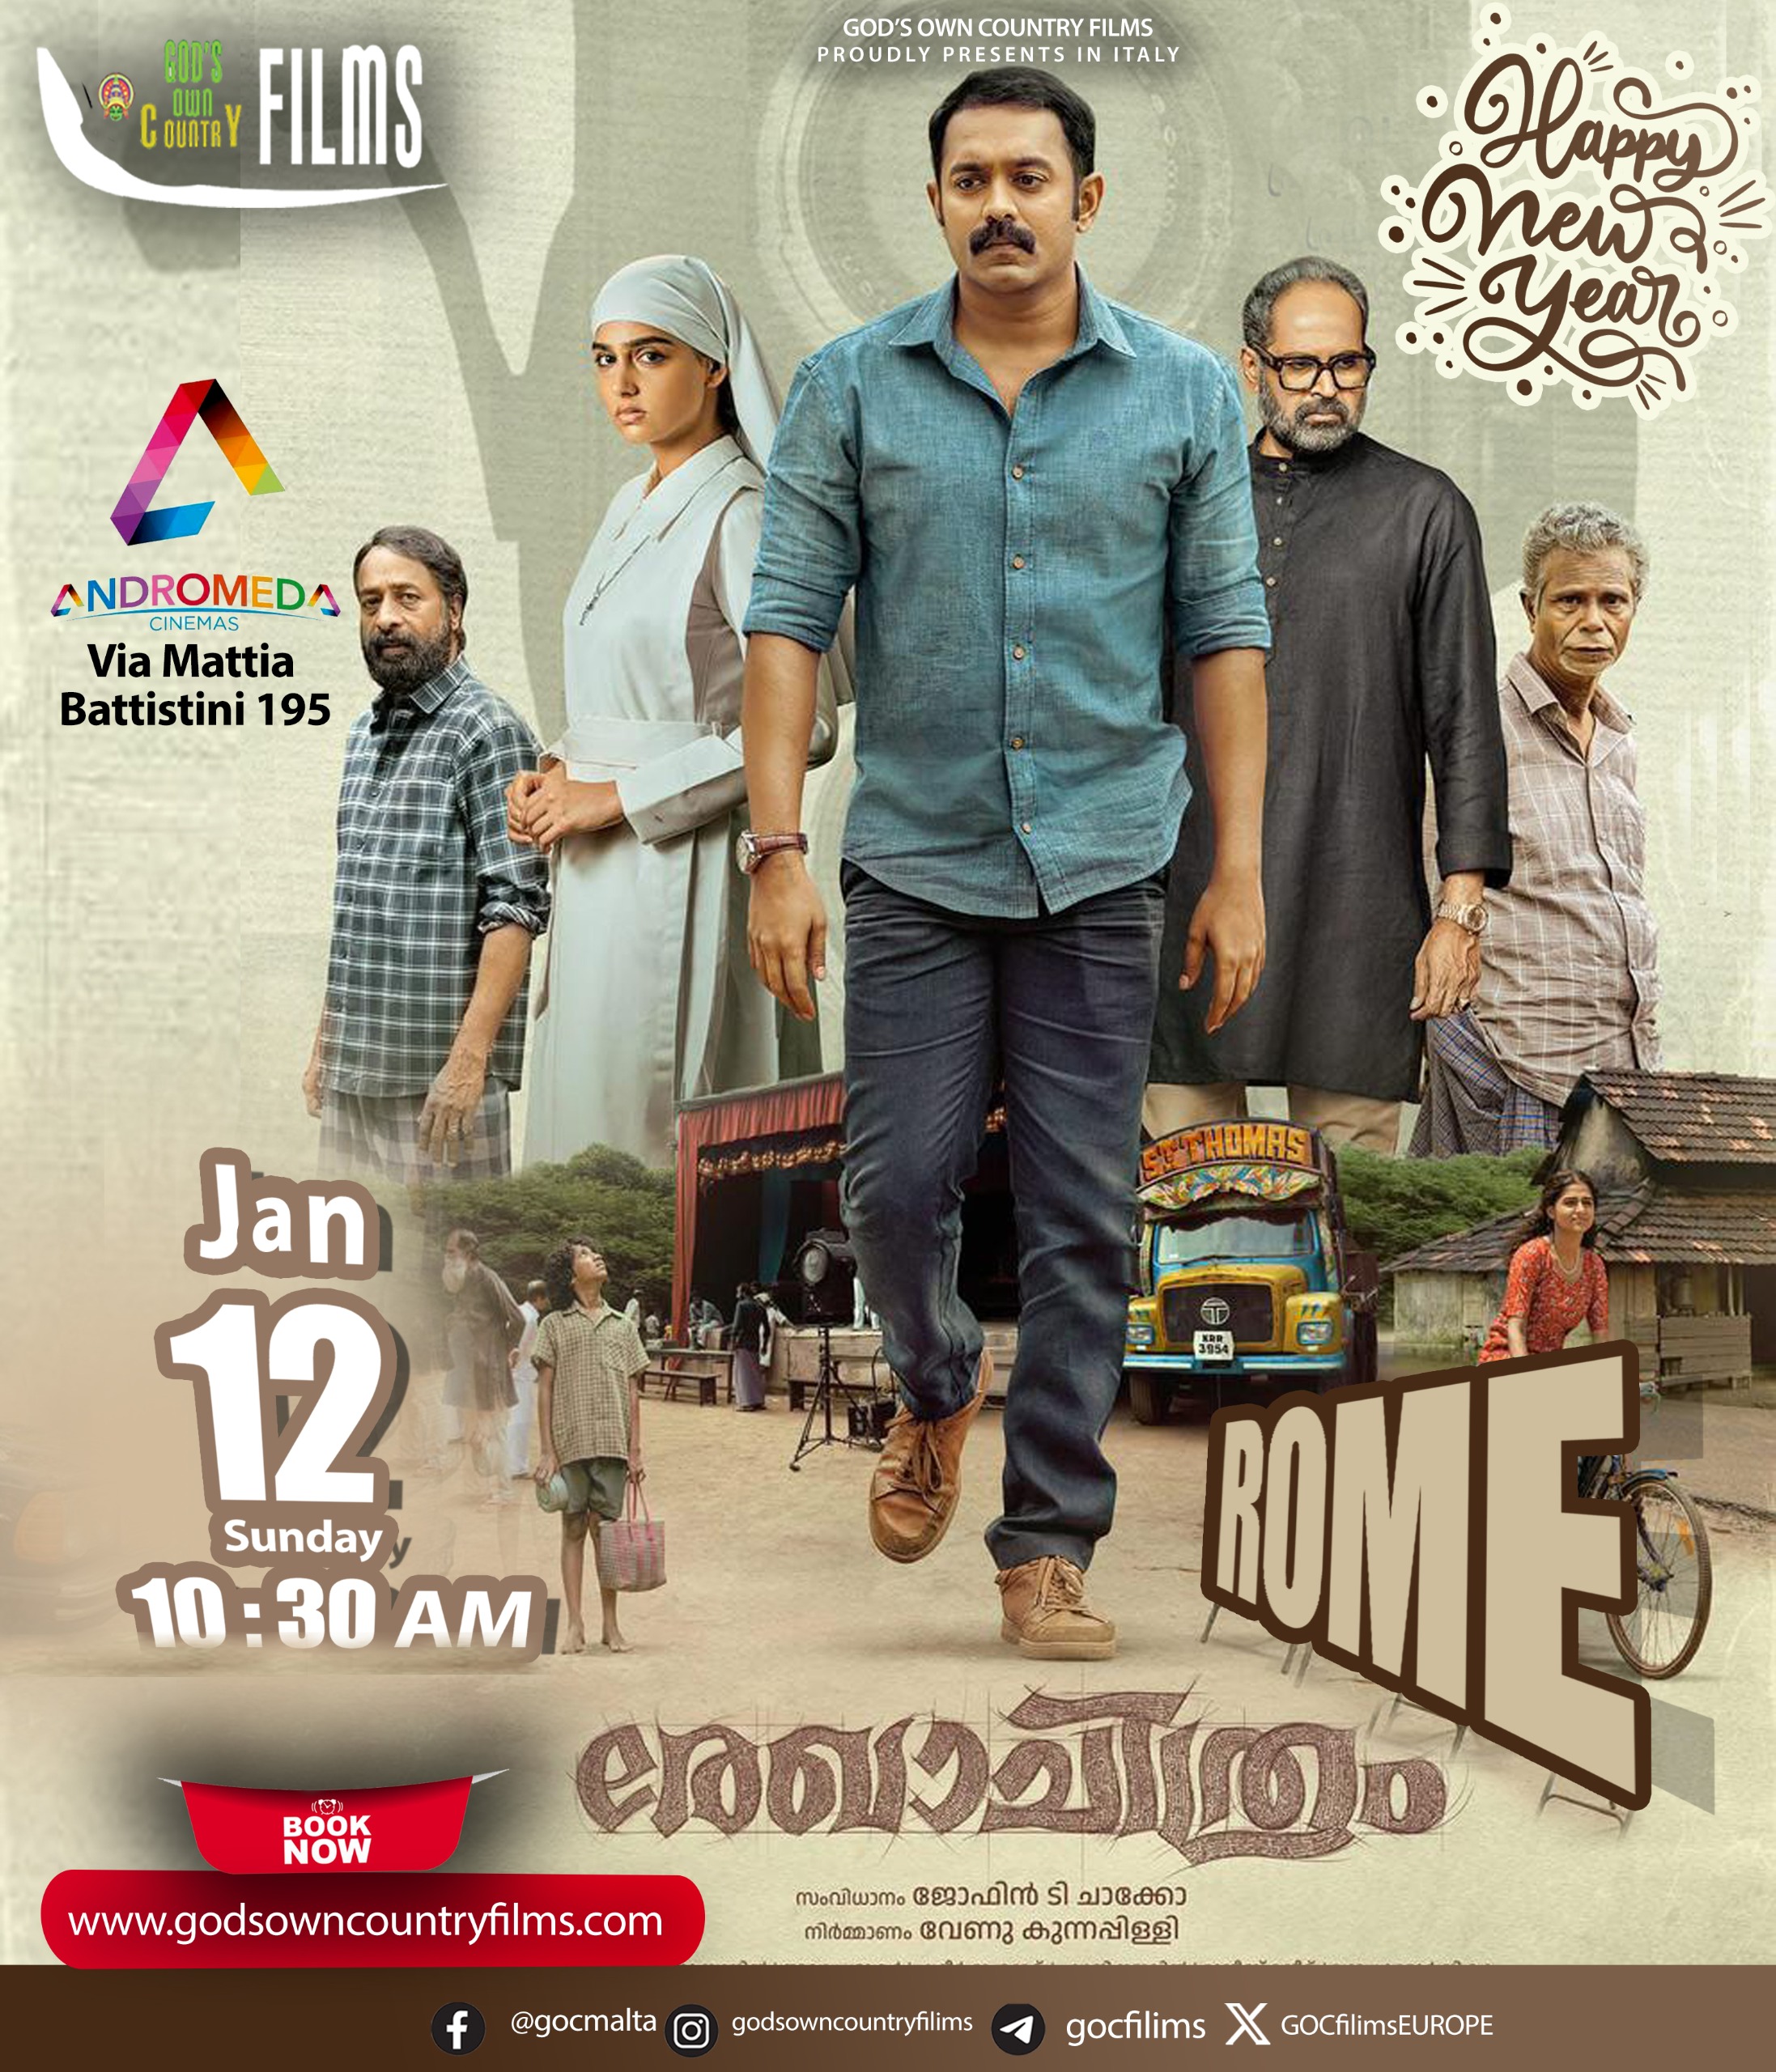 GOD'S OWN COUNTRY FILMS
PROUDLY PRESENTS IN ITALY
GOD'S
OWN
COUNTRY
FILMS
Happy
New
Year
ANDROMEDA
CINEMAS
Via Mattia
Battistini 195
ST THOMAS
KRR
3954
Jan
12
Sunday
10:30 AM
ROME
രേഖാചിത്രം
BOOK
NOW
www.godsowncountryfilms.com
സംവിധാനം ജോഫിൻ ടി ചാക്കോ
നിർമ്മാണം വേണു കുന്നപ്പിള്ളി
@gocmalta
godsowncountryfilims
gocfilims
GOCfilimsEUROPE